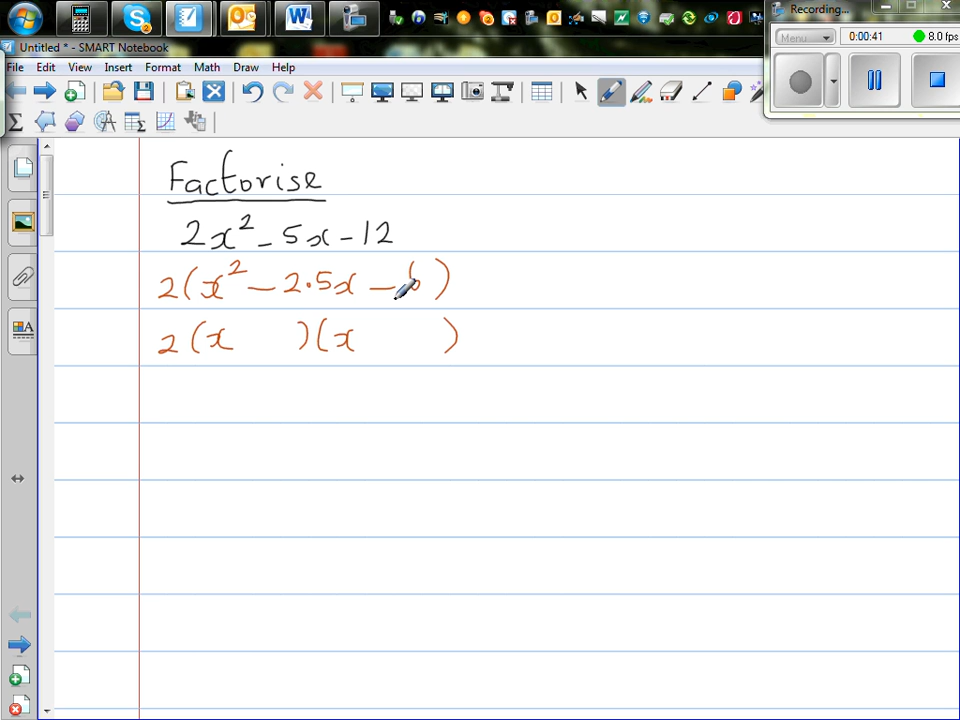 Recording...
Menu
0:00:41
8.0 fps
Untitled * - SMART Notebook
File Edit View Insert Format Math Draw Help
Factorise
2x² - 5x - 12
2(x² - 2.5x - 6)
2(x )(x )